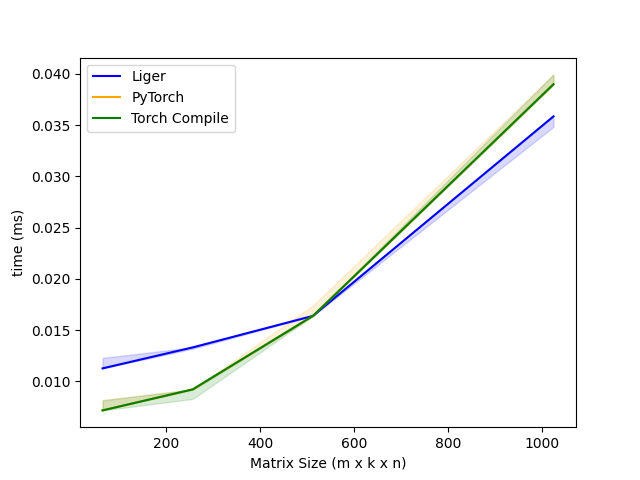 Liger
PyTorch
Torch Compile
0.040
0.035
0.030
0.025
0.020
0.015
0.010
time (ms)
200 400 600 800 1000
Matrix Size (m x k x n)